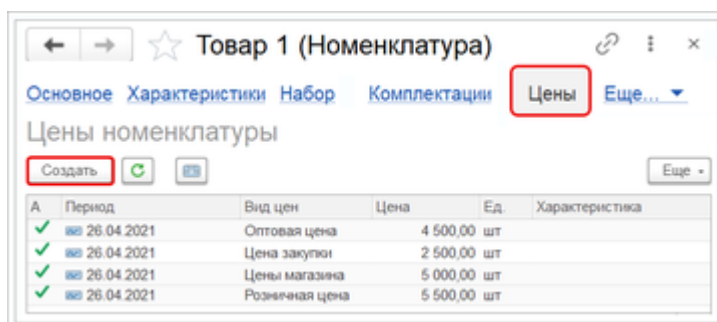 Товар 1 (Номенклатура)
Основное Характеристики Набор Комплектации Цены Еще...
Цены номенклатуры
Создать Еще
А Период Вид цен Цена Ед. Характеристика
26.04.2021 Оптовая цена 4 500,00 шт
26.04.2021 Цена закупки 2 500,00 шт
26.04.2021 Цены магазина 5 000,00 шт
26.04.2021 Розничная цена 5 500,00 шт